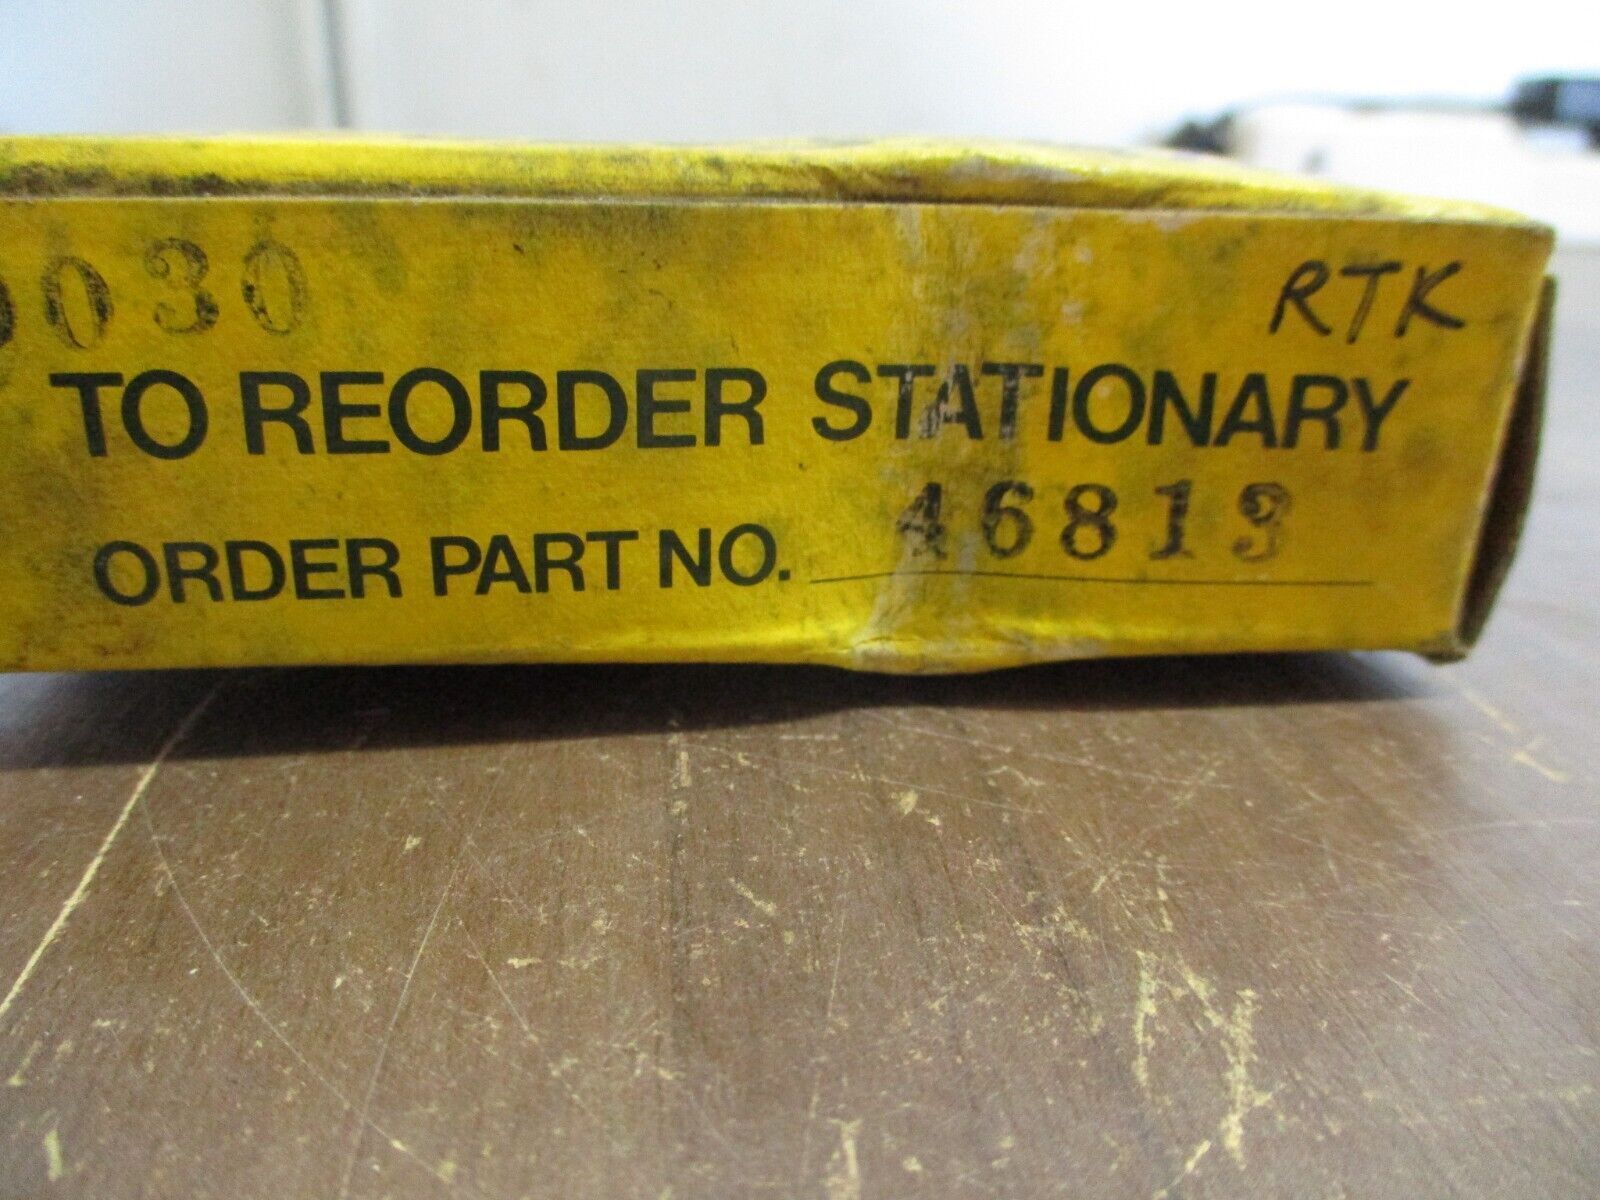 0030
RTK
TO REORDER STATIONARY
ORDER PART NO. 46813